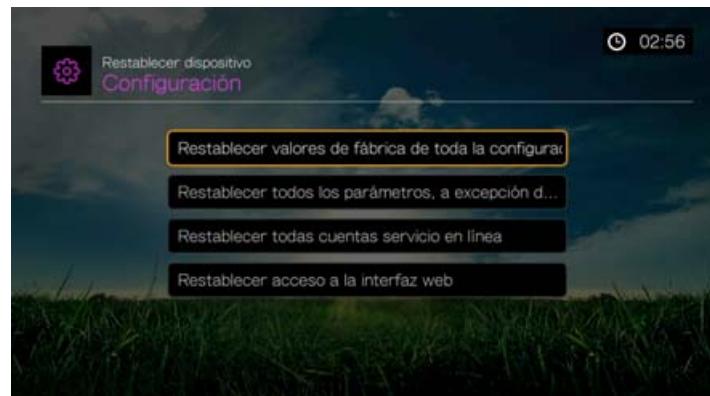 02:56
Restablecer dispositivo
Configuración
Restablecer valores de fábrica de toda la configurac
Restablecer todos los parámetros, a excepción d...
Restablecer todas cuentas servicio en línea
Restablecer acceso a la interfaz web